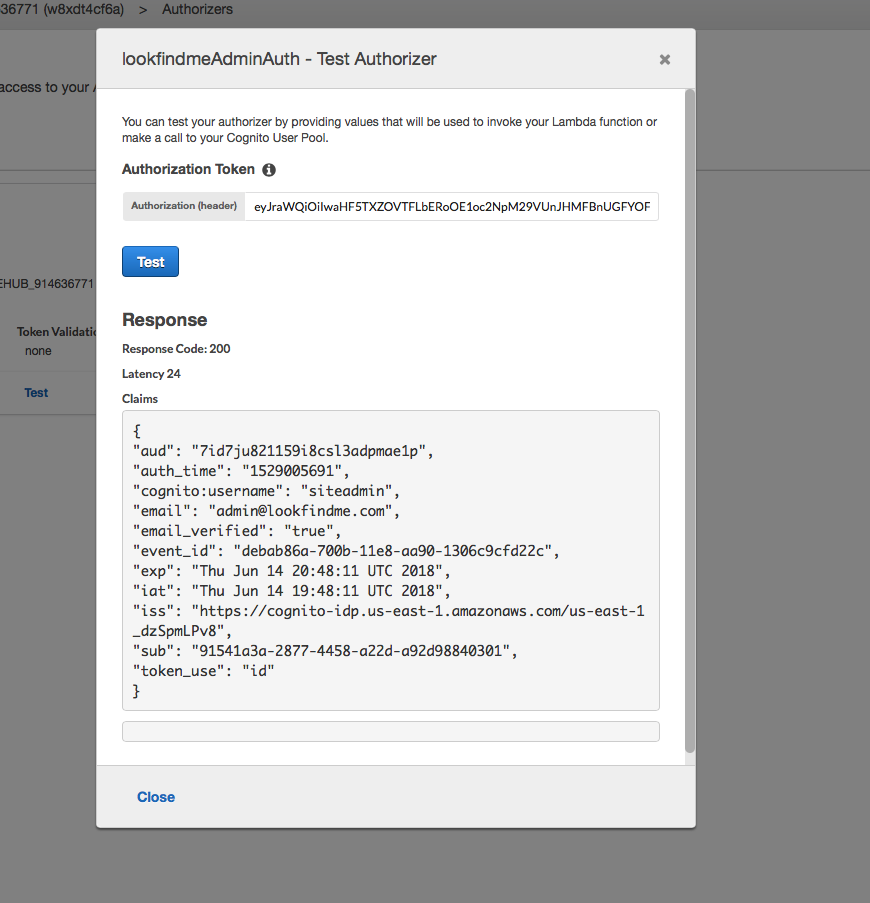 36771 (w8xdt4cf6a) > Authorizers
lookfindmeAdminAuth - Test Authorizer
access to your A
You can test your authorizer by providing values that will be used to invoke your Lambda function or
make a call to your Cognito User Pool.
Authorization Token
Authorization (header) eyJraWQiOiIwaHF5TXZOVTFLbERoOE1oc2NpM29VUnJHMFBnUGFYOF
Test
EHUB_914636771
Response
Token Validatio
none
Response Code: 200
Latency 24
Test
Claims
{
"aud": "7id7ju821159i8csl3adpmae1p",
"auth_time": "1529005691",
"cognito:username": "siteadmin",
"email": "admin@lookfindme.com",
"email_verified": "true",
"event_id": "debab86a-700b-11e8-aa90-1306c9cfd22c",
"exp": "Thu Jun 14 20:48:11 UTC 2018",
"iat": "Thu Jun 14 19:48:11 UTC 2018",
"iss": "https://cognito-idp.us-east-1.amazonaws.com/us-east-1
_dzSpmLPv8",
"sub": "91541a3a-2877-4458-a22d-a92d98840301",
"token_use": "id"
}
Close